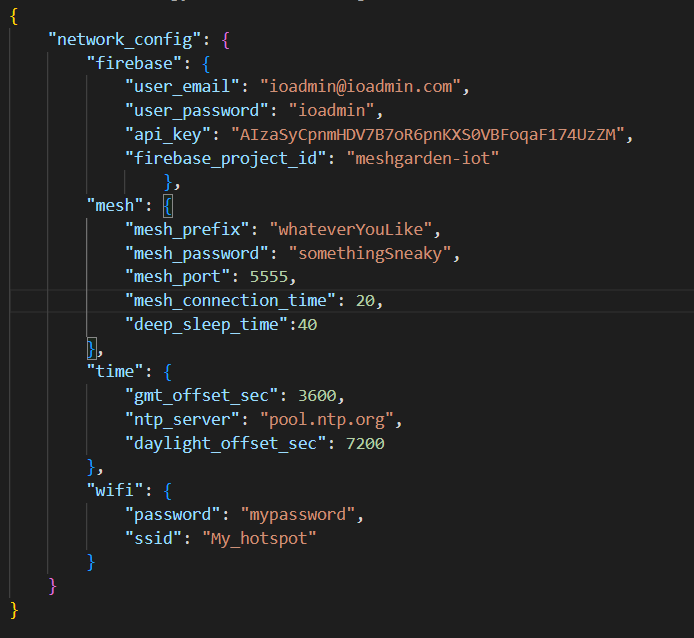 {
"network_config": {
"firebase": {
"user_email": "ioadmin@ioadmin.com",
"user_password": "ioadmin",
"api_key": "AIzaSyCpnmHDV7B7oR6pnKXS0VBFoqaF174UzZM",
"firebase_project_id": "meshgarden-iot"
},
"mesh": {
"mesh_prefix": "whateverYouLike",
"mesh_password": "somethingSneaky",
"mesh_port": 5555,
"mesh_connection_time": 20,
"deep_sleep_time":40
},
"time": {
"gmt_offset_sec": 3600,
"ntp_server": "pool.ntp.org",
"daylight_offset_sec": 7200
},
"wifi": {
"password": "mypassword",
"ssid": "My_hotspot"
}
}
}